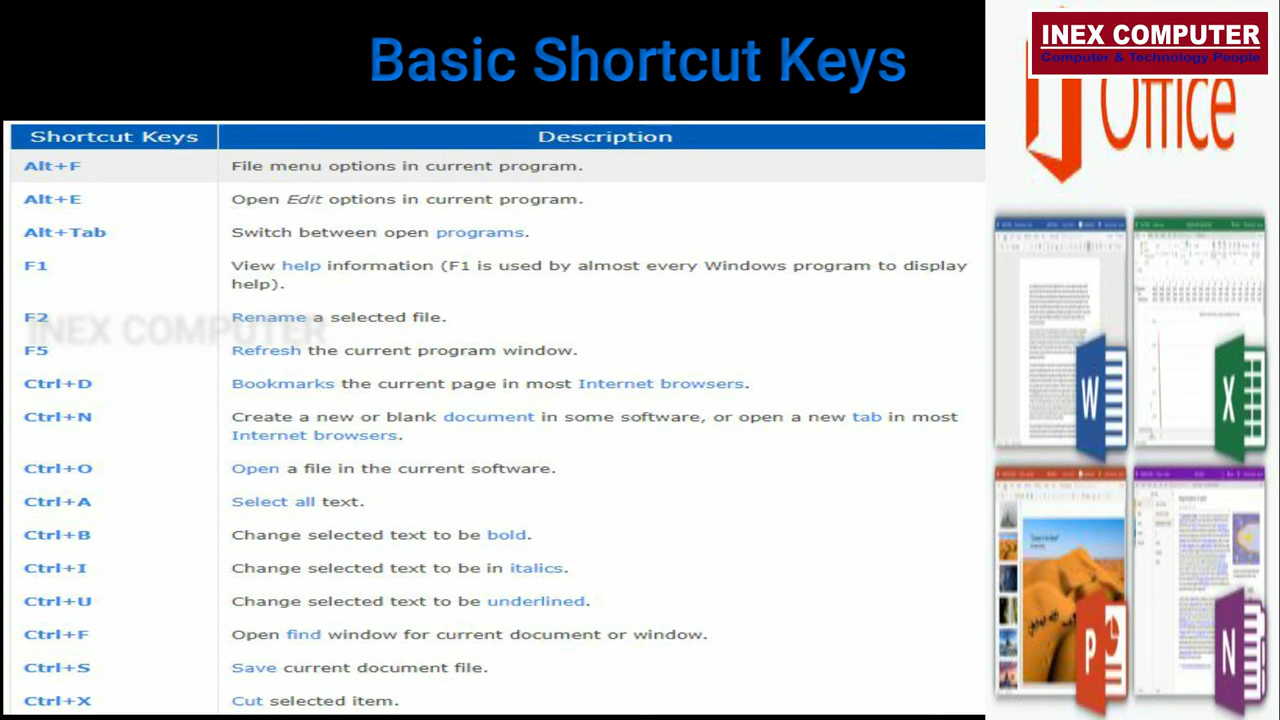 Basic Shortcut Keys
INEX COMPUTER
Computer & Technology People
Office
Shortcut Keys Description
Alt+F File menu options in current program.
Alt+E Open Edit options in current program.
Alt+Tab Switch between open programs.
F1 View help information (F1 is used by almost every Windows program to display
help).
F2 Rename a selected file.
INEX COMPUTER
F5 Refresh the current program window.
Ctrl+D Bookmarks the current page in most Internet browsers.
Ctrl+N Create a new or blank document in some software, or open a new tab in most
Internet browsers.
Ctrl+O Open a file in the current software.
Ctrl+A Select all text.
Ctrl+B Change selected text to be bold.
Ctrl+I Change selected text to be in italics.
Ctrl+U Change selected text to be underlined.
Ctrl+F Open find window for current document or window.
Ctrl+S Save current document file.
Ctrl+X Cut selected item.
W
X
P
N